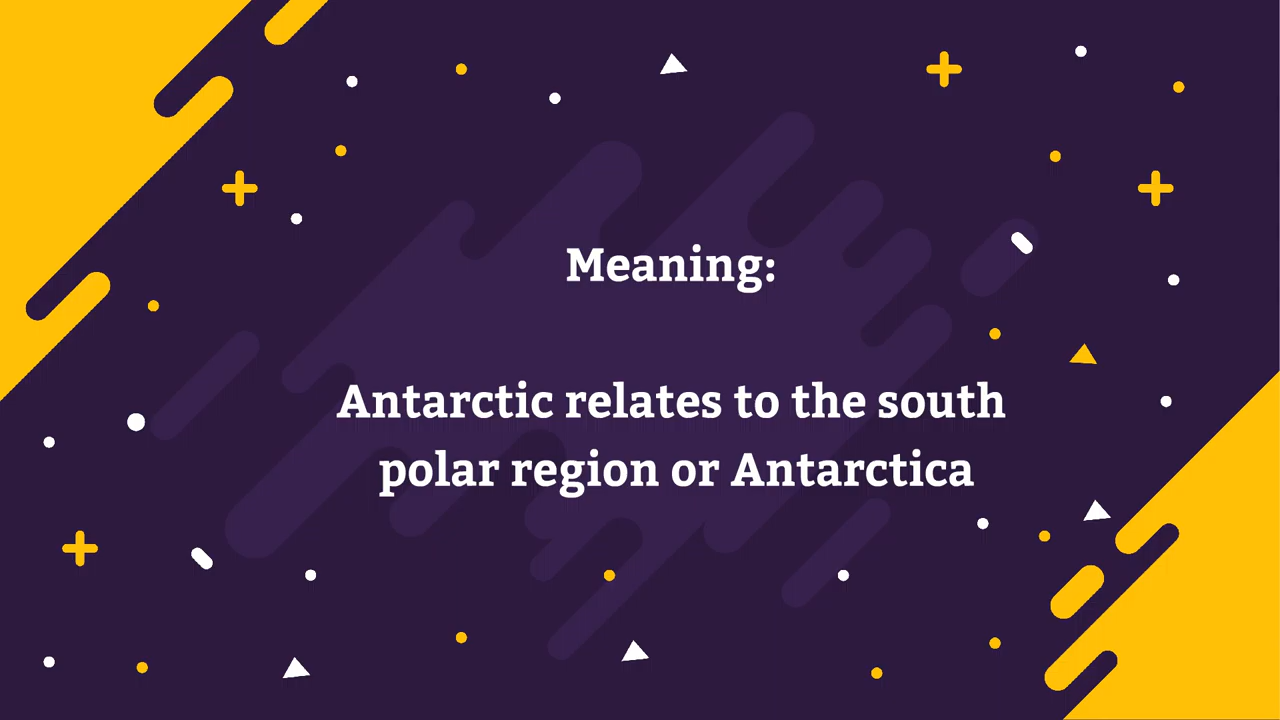 Meaning:
Antarctic relates to the south
polar region or Antarctica